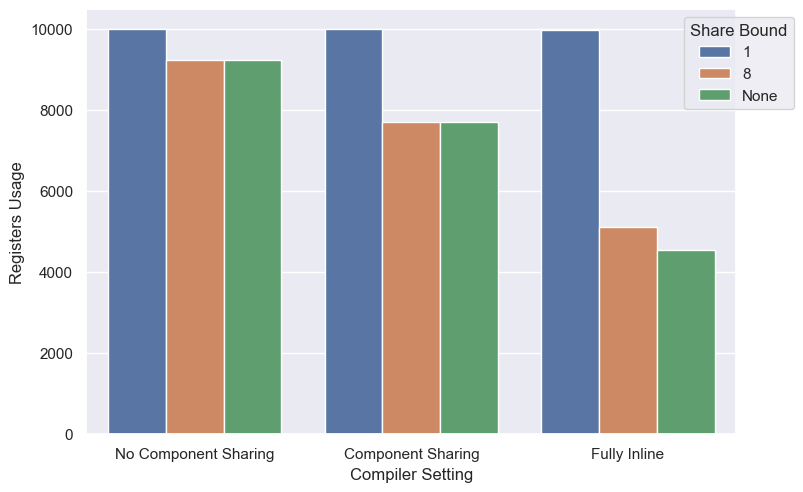 Share Bound
1
8
None
Registers Usage
10000
8000
6000
4000
2000
0
No Component Sharing
Component Sharing
Fully Inline
Compiler Setting